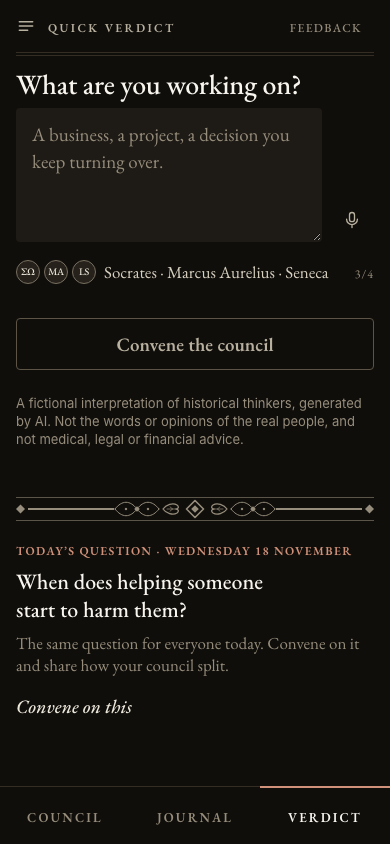 QUICK VERDICT
FEEDBACK
What are you working on?
A business, a project, a decision you
keep turning over.
ΣΩ MA LS Socrates · Marcus Aurelius · Seneca 3/4
Convene the council
A fictional interpretation of historical thinkers, generated
by AI. Not the words or opinions of the real people, and
not medical, legal or financial advice.
TODAY'S QUESTION · WEDNESDAY 18 NOVEMBER
When does helping someone
start to harm them?
The same question for everyone today. Convene on it
and share how your council split.
Convene on this
COUNCIL JOURNAL VERDICT